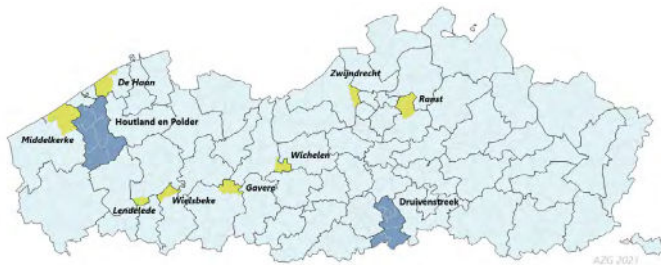 De Haan
Zwijndrecht
Ranst
Houtland en Polder
Middelkerke
Wichelen
Gavere
Lendelede
Wielsbeke
Druivenstreek
AZG 2021